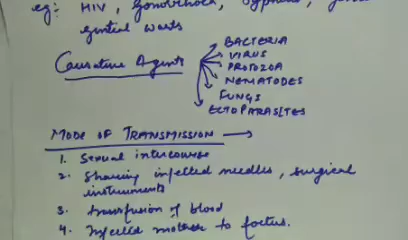 eg: HIV, Gonorrhoea, Syphilis,
genital warts
Causative Agents
BACTERIA
VIRUS
PROTOZOA
NEMATODES
FUNGS
ECTOPARASITES
MODE OF TRANSMISSION →
1. Sexual intercourse
2. Sharing infected needles, surgical
instruments
3. transfusion of blood
4. Infected mother to foetus.